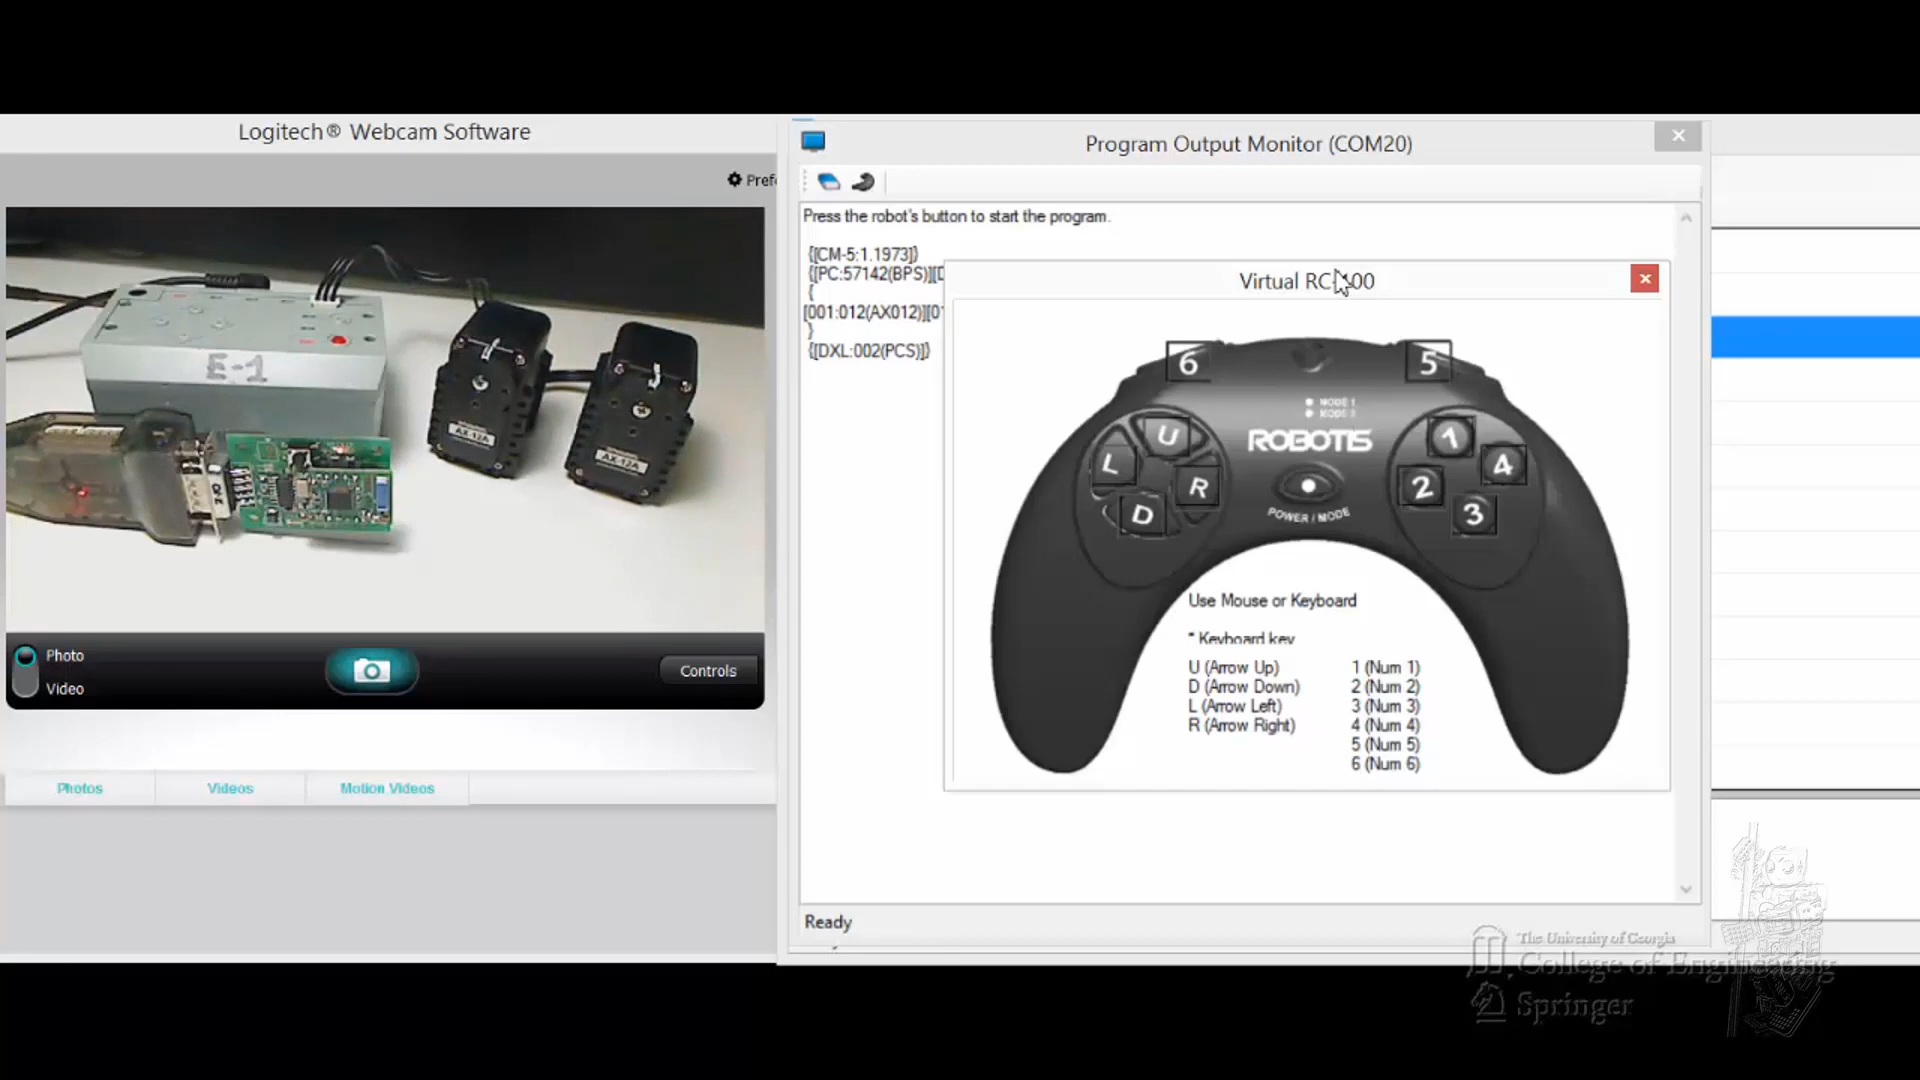 Logitech® Webcam Software
E-1
AX-12A
AX-12A
Photo
Video
Controls
Photos
Videos
Motion Videos
Program Output Monitor (COM20)
Press the robot's button to start the program.
{[CM-5:1.1973]}
{[PC:57142(BPS)][D
{
[001:012(AX012)][0
}
{[DXL:002(PCS)]}
Virtual
6
5
MODE 1
U
1
ROBOTIS
L
4
R
2
D
3
POWER / MODE
Use Mouse or Keyboard
* Keyboard key
U (Arrow Up) 1 (Num 1)
D (Arrow Down) 2 (Num 2)
L (Arrow Left) 3 (Num 3)
R (Arrow Right) 4 (Num 4)
5 (Num 5)
6 (Num 6)
Ready
The University of Georgia
College of Engineering
Springer